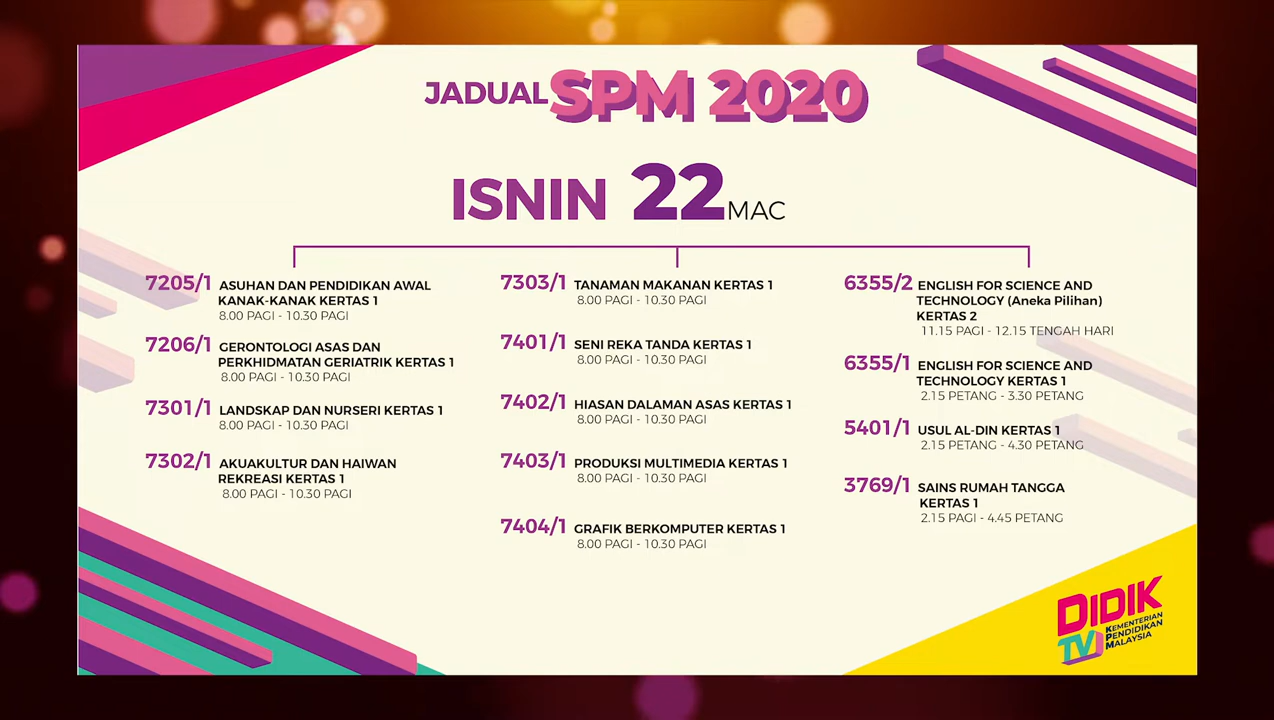 JADUAL SPM 2020
ISNIN 22 MAC
7205/1 ASUHAN DAN PENDIDIKAN AWAL
KANAK-KANAK KERTAS 1
8.00 PAGI - 10.30 PAGI
7206/1 GERONTOLOGI ASAS DAN
PERKHIDMATAN GERIATRIK KERTAS 1
8.00 PAGI - 10.30 PAGI
7301/1 LANDSKAP DAN NURSERI KERTAS 1
8.00 PAGI - 10.30 PAGI
7302/1 AKUAKULTUR DAN HAIWAN
REKREASI KERTAS 1
8.00 PAGI - 10.30 PAGI
7303/1 TANAMAN MAKANAN KERTAS 1
8.00 PAGI - 10.30 PAGI
7401/1 SENI REKA TANDA KERTAS 1
8.00 PAGI - 10.30 PAGI
7402/1 HIASAN DALAMAN ASAS KERTAS 1
8.00 PAGI - 10.30 PAGI
7403/1 PRODUKSI MULTIMEDIA KERTAS 1
8.00 PAGI - 10.30 PAGI
7404/1 GRAFIK BERKOMPUTER KERTAS 1
8.00 PAGI - 10.30 PAGI
6355/2 ENGLISH FOR SCIENCE AND
TECHNOLOGY (Aneka Pilihan)
KERTAS 2
11.15 PAGI - 12.15 TENGAH HARI
6355/1 ENGLISH FOR SCIENCE AND
TECHNOLOGY KERTAS 1
2.15 PETANG - 3.30 PETANG
5401/1 USUL AL-DIN KERTAS 1
2.15 PETANG - 4.30 PETANG
3769/1 SAINS RUMAH TANGGA
KERTAS 1
2.15 PAGI - 4.45 PETANG
DIDIK
TV
KEMENTERIAN
PENDIDIKAN
MALAYSIA